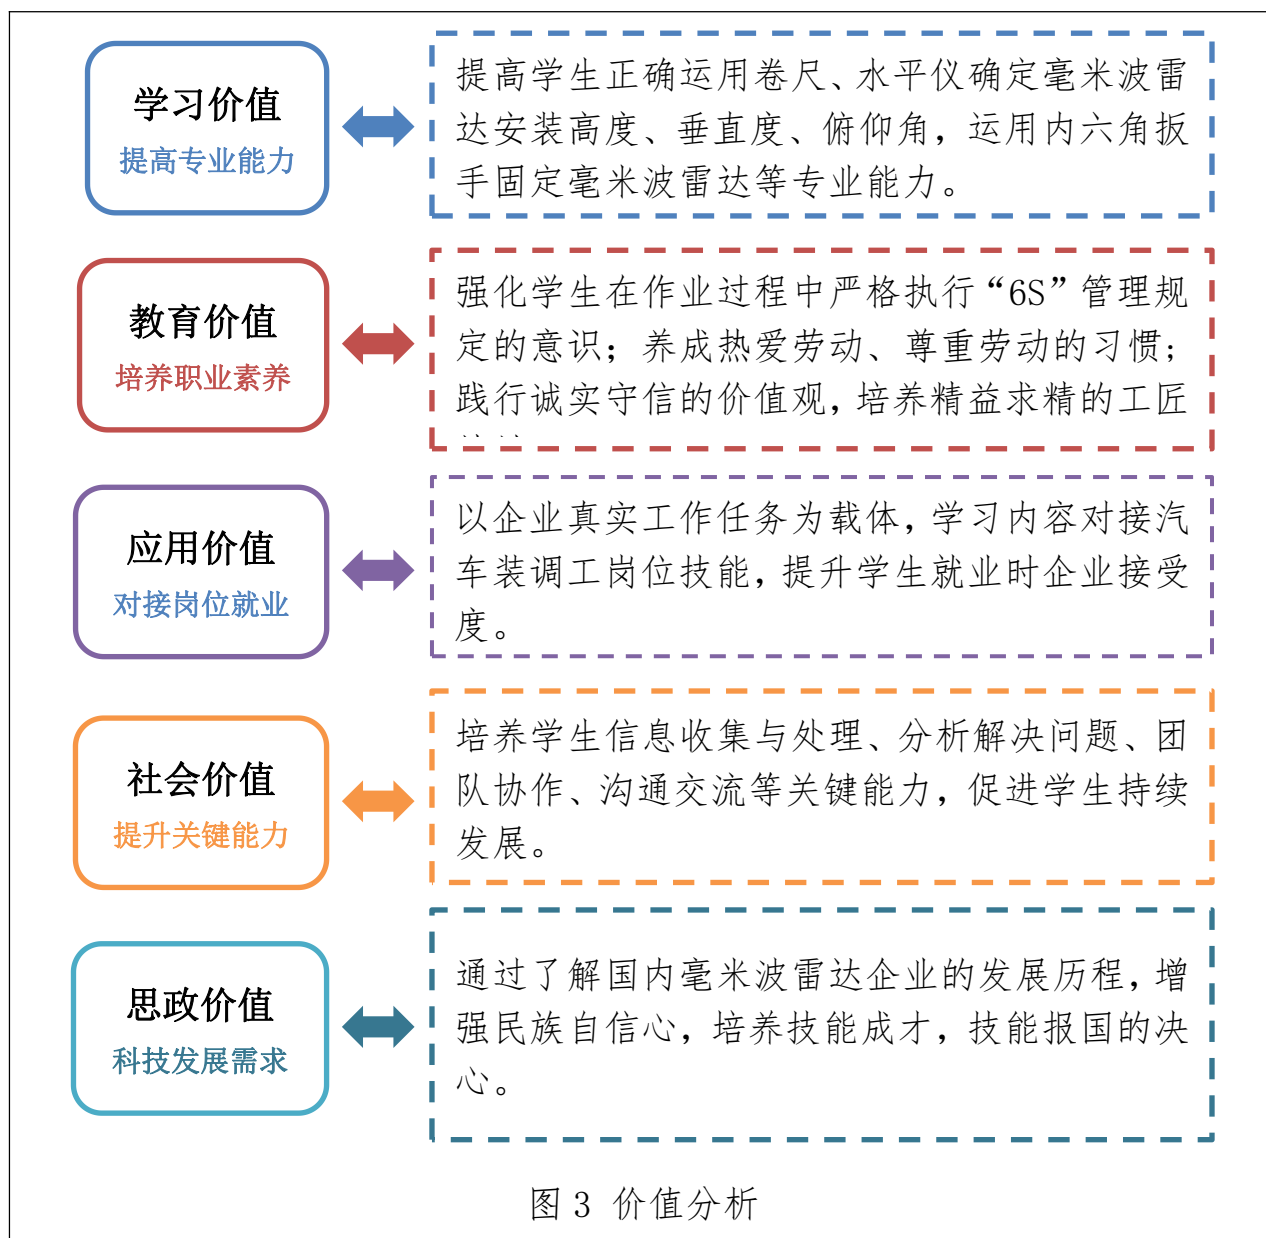 学习价值
提高专业能力
提高学生正确运用卷尺、水平仪确定毫米波雷
达安装高度、垂直度、俯仰角，运用内六角扳
手固定毫米波雷达等专业能力。
教育价值
培养职业素养
强化学生在作业过程中严格执行“6S”管理规
定的意识；养成热爱劳动、尊重劳动的习惯；
践行诚实守信的价值观，培养精益求精的工匠
应用价值
对接岗位就业
以企业真实工作任务为载体，学习内容对接汽
车装调工岗位技能，提升学生就业时企业接受
度。
社会价值
提升关键能力
培养学生信息收集与处理、分析解决问题、团
队协作、沟通交流等关键能力，促进学生持续
发展。
思政价值
科技发展需求
通过了解国内毫米波雷达企业的发展历程，增
强民族自信心，培养技能成才，技能报国的决
心。
图 3 价值分析